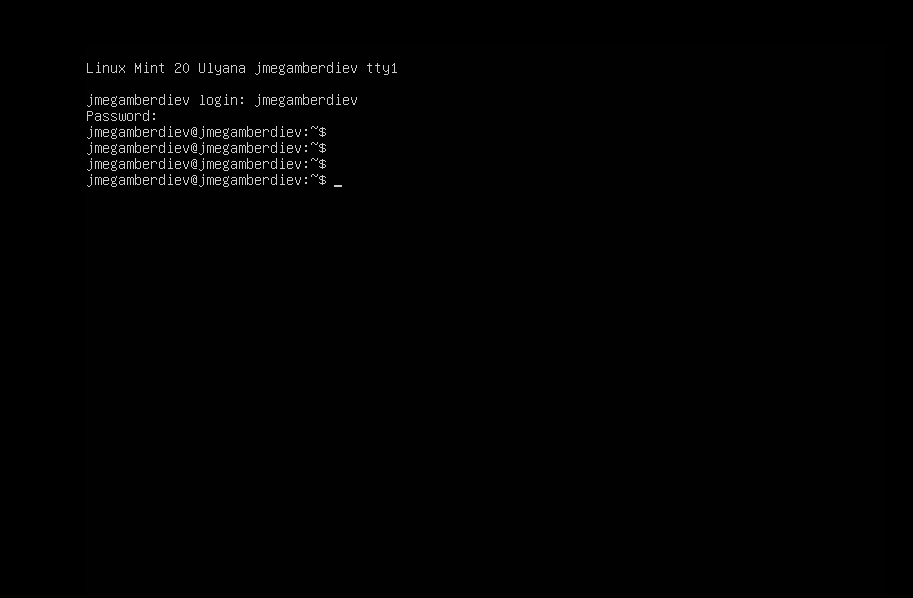 Linux Mint 20 Ulyana jmegamberdiev tty1
jmegamberdiev login: jmegamberdiev
Password:
jmegamberdiev@jmegamberdiev:~$
jmegamberdiev@jmegamberdiev:~$
jmegamberdiev@jmegamberdiev:~$
jmegamberdiev@jmegamberdiev:~$ _